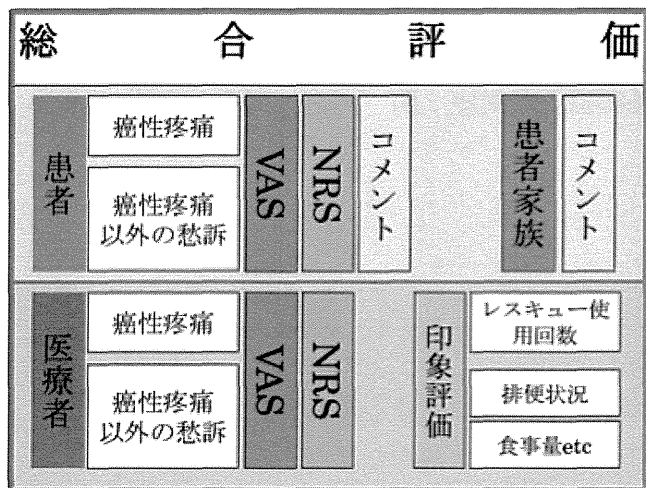 総合評価
患者
癌性疼痛
癌性疼痛
以外の愁訴
VAS
NRS
コメント
患者家族
コメント
医療者
癌性疼痛
癌性疼痛
以外の愁訴
VAS
NRS
印象評価
レスキュー使
用回数
排便状況
食事量etc